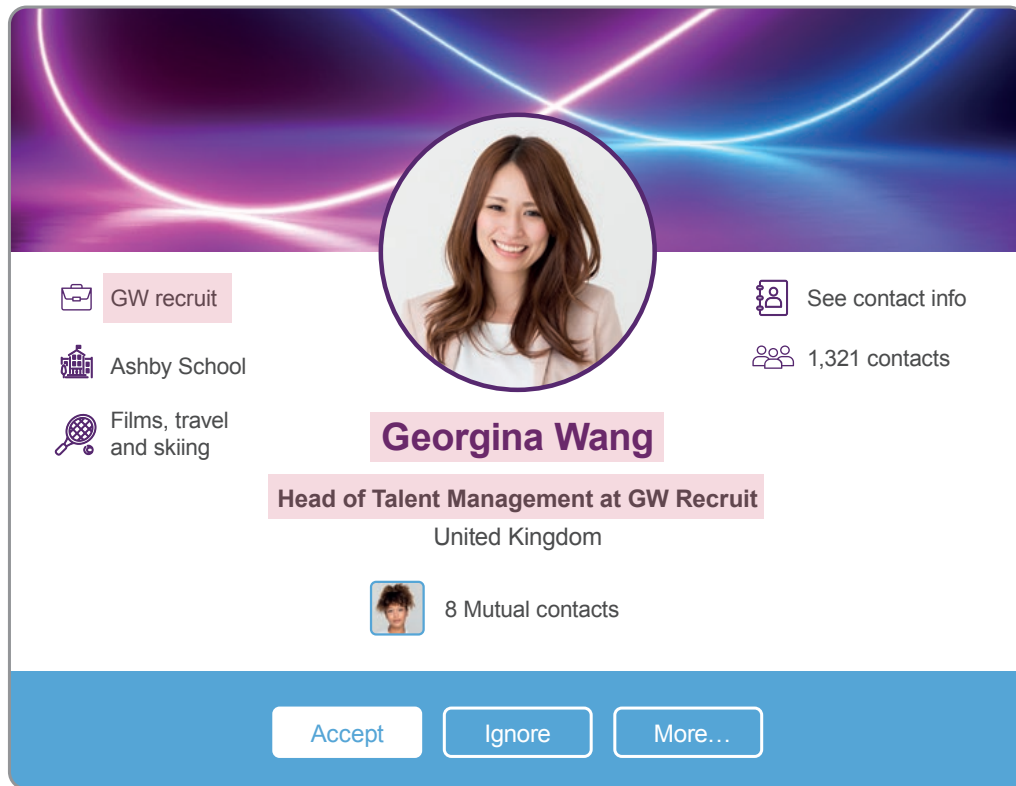 GW recruit
Ashby School
Films, travel
and skiing
See contact info
1,321 contacts
Georgina Wang
Head of Talent Management at GW Recruit
United Kingdom
8 Mutual contacts
Accept
Ignore
More…